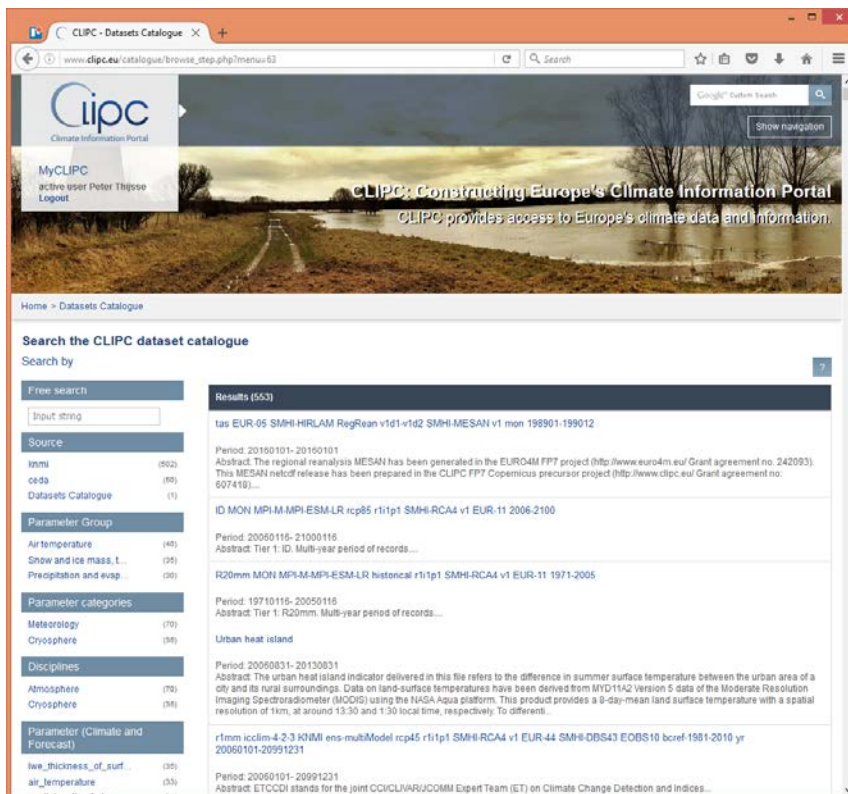 CLIPC - Datasets Catalogue
www.clipc.eu/catalogue/browse_step.php?menu=63
Search
Clipc
Climate Information Portal
Google™ Custom Search
Show navigation
MyCLIPC
active user Peter Thijsse
Logout
CLIPC: Constructing Europe's Climate Information Portal
CLIPC provides access to Europe's climate data and information.
Home > Datasets Catalogue
Search the CLIPC dataset catalogue
Search by
?
Free search
Input string
Source
knmi (502)
ceda (50)
Datasets Catalogue (1)
Parameter Group
Air temperature (40)
Snow and ice mass, t... (35)
Precipitation and evap... (30)
Parameter categories
Meteorology (70)
Cryosphere (38)
Disciplines
Atmosphere (70)
Cryosphere (38)
Parameter (Climate and
Forecast)
lwe_thickness_of_surf... (35)
air_temperature (33)
Results (553)
tas EUR-05 SMHI-HIRLAM RegRean v1d1-v1d2 SMHI-MESAN v1 mon 198901-199012
Period: 20160101- 20160101
Abstract: The regional reanalysis MESAN has been generated in the EURO4M FP7 project (http://www.euro4m.eu/ Grant agreement no. 242093).
This MESAN netcdf release has been prepared in the CLIPC FP7 Copernicus precursor project (http://www.clipc.eu/ Grant agreement no:
607418)....
ID MON MPI-M-MPI-ESM-LR rcp85 r1i1p1 SMHI-RCA4 v1 EUR-11 2006-2100
Period: 20060116- 21000116
Abstract: Tier 1: ID. Multi-year period of records....
R20mm MON MPI-M-MPI-ESM-LR historical r1i1p1 SMHI-RCA4 v1 EUR-11 1971-2005
Period: 19710116- 20050116
Abstract: Tier 1: R20mm. Multi-year period of records....
Urban heat island
Period: 20060831- 20130831
Abstract: The urban heat island indicator delivered in this file refers to the difference in summer surface temperature between the urban area of a
city and its rural surroundings. Data on land-surface temperatures have been derived from MYD11A2 Version 5 data of the Moderate Resolution
Imaging Spectroradiometer (MODIS) using the NASA Aqua platform. This product provides a 8-day-mean land surface temperature with a spatial
resolution of 1km, at around 13:30 and 1:30 local time, respectively. To differenti...
r1mm icclim-4-2-3 KNMI ens-multiModel rcp45 r1i1p1 SMHI-RCA4 v1 EUR-44 SMHI-DBS43 EOBS10 bcref-1981-2010 yr
20060101-20991231
Period: 20060101- 20991231
Abstract: ETCCDI stands for the joint CCI/CLIVAR/JCOMM Expert Team (ET) on Climate Change Detection and Indices...